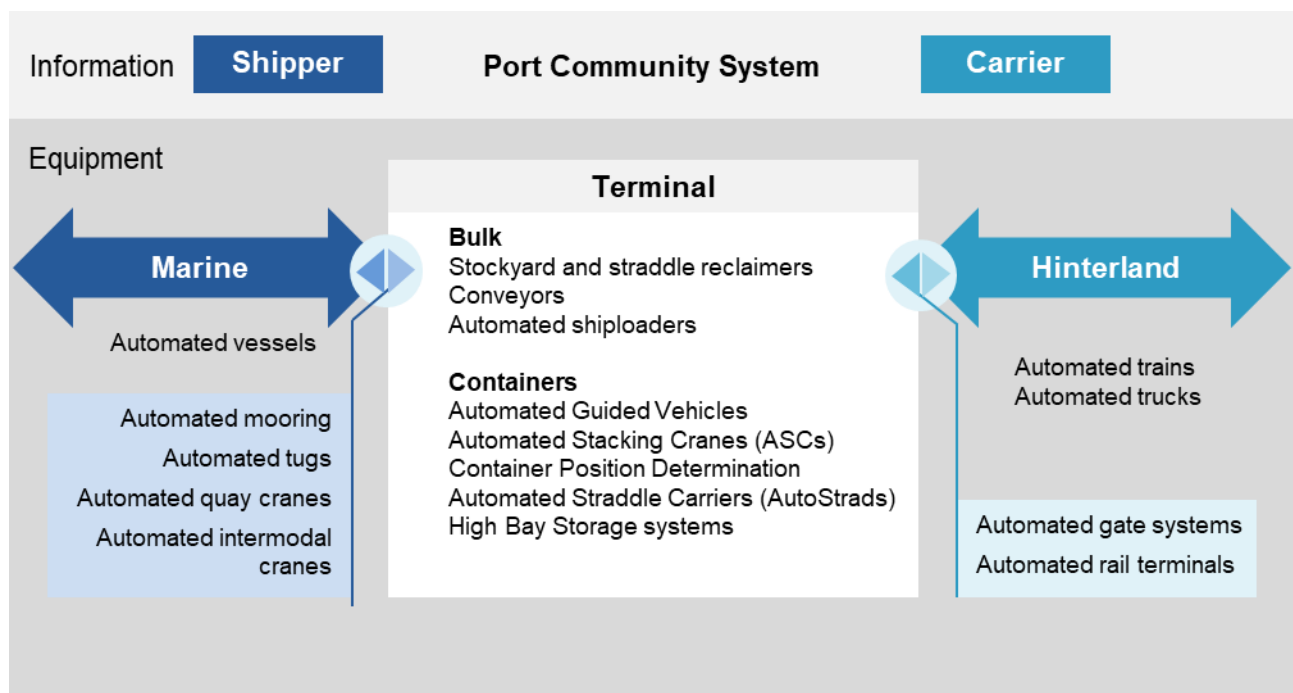 Information
Shipper
Port Community System
Carrier
Equipment
Terminal
Marine
Automated vessels
Automated mooring
Automated tugs
Automated quay cranes
Automated intermodal
cranes
Bulk
Stockyard and straddle reclaimers
Conveyors
Automated shiploaders
Containers
Automated Guided Vehicles
Automated Stacking Cranes (ASCs)
Container Position Determination
Automated Straddle Carriers (AutoStrads)
High Bay Storage systems
Hinterland
Automated trains
Automated trucks
Automated gate systems
Automated rail terminals